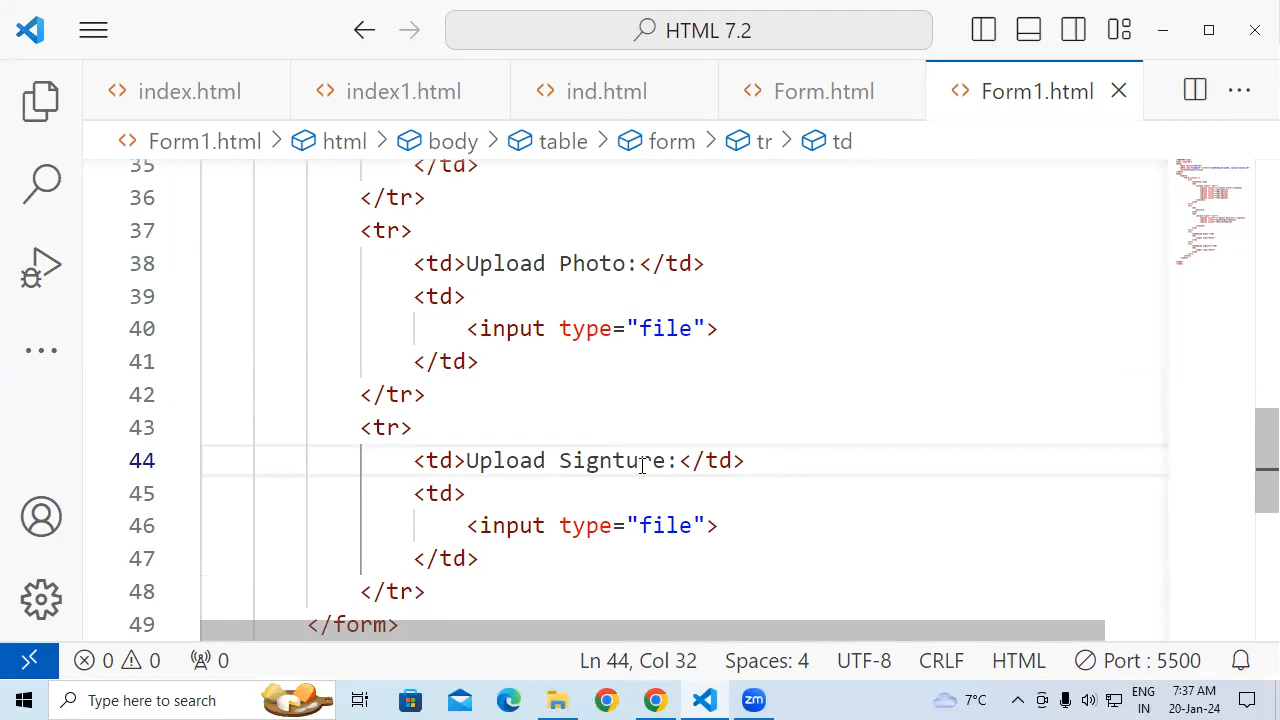 HTML 7.2
<> index.html <> index1.html <> ind.html <> Form.html <> Form1.html
<> Form1.html > html > body > table > form > tr > td
35 </td>
36 </tr>
37 <tr>
38 <td>Upload Photo:</td>
39 <td>
40 <input type="file">
41 </td>
42 </tr>
43 <tr>
44 <td>Upload Signture:</td>
45 <td>
46 <input type="file">
47 </td>
48 </tr>
49 </form>
0 0 0 Ln 44, Col 32 Spaces: 4 UTF-8 CRLF HTML Port : 5500
Type here to search zm 7°C ENG 7:37 AM
IN 20-Jan-24